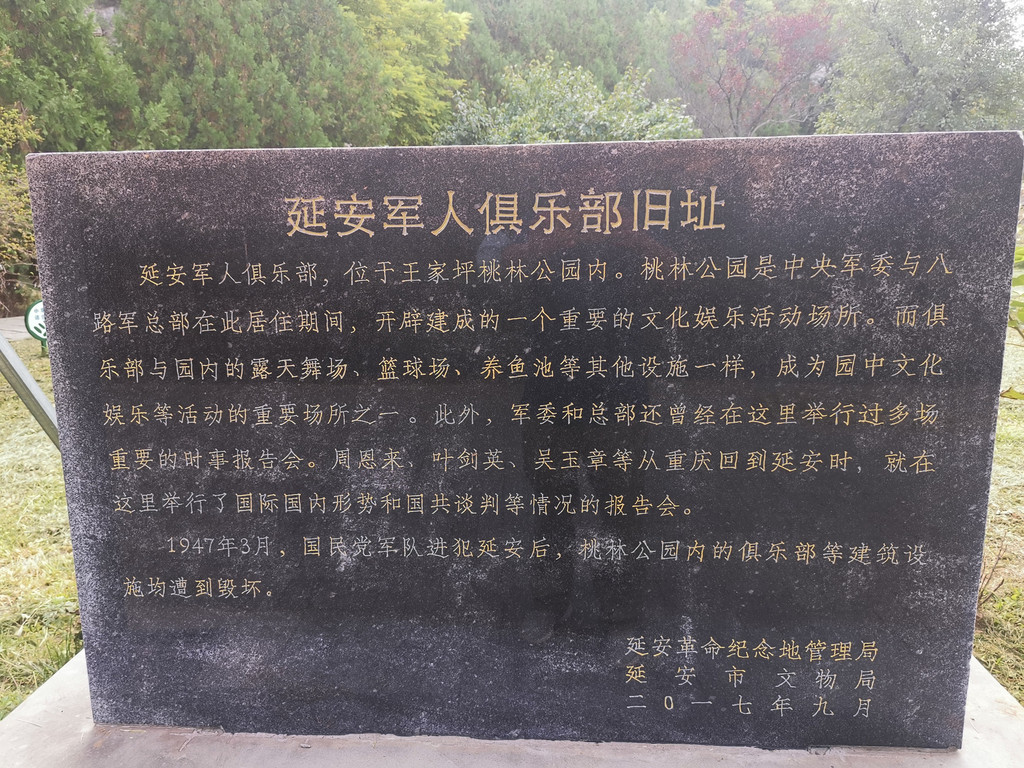 延安军人俱乐部旧址
延安军人俱乐部，位于王家坪桃林公园内。桃林公园是中央军委与八
路军总部在此居住期间，开辟建成的一个重要的文化娱乐活动场所。而俱
乐部与园内的露天舞场、篮球场、养鱼池等其他设施一样，成为园中文化
娱乐等活动的重要场所之一。此外，军委和总部还曾经在这里举行过多场
重要的时事报告会。周恩来、叶剑英、吴玉章等从重庆回到延安时，就在
这里举行了国际国内形势和国共谈判等情况的报告会。
1947年3月，国民党军队进犯延安后，桃林公园内的俱乐部等建筑设
施均遭到毁坏。
延安革命纪念地管理局
延安市文物局
二0一七年九月